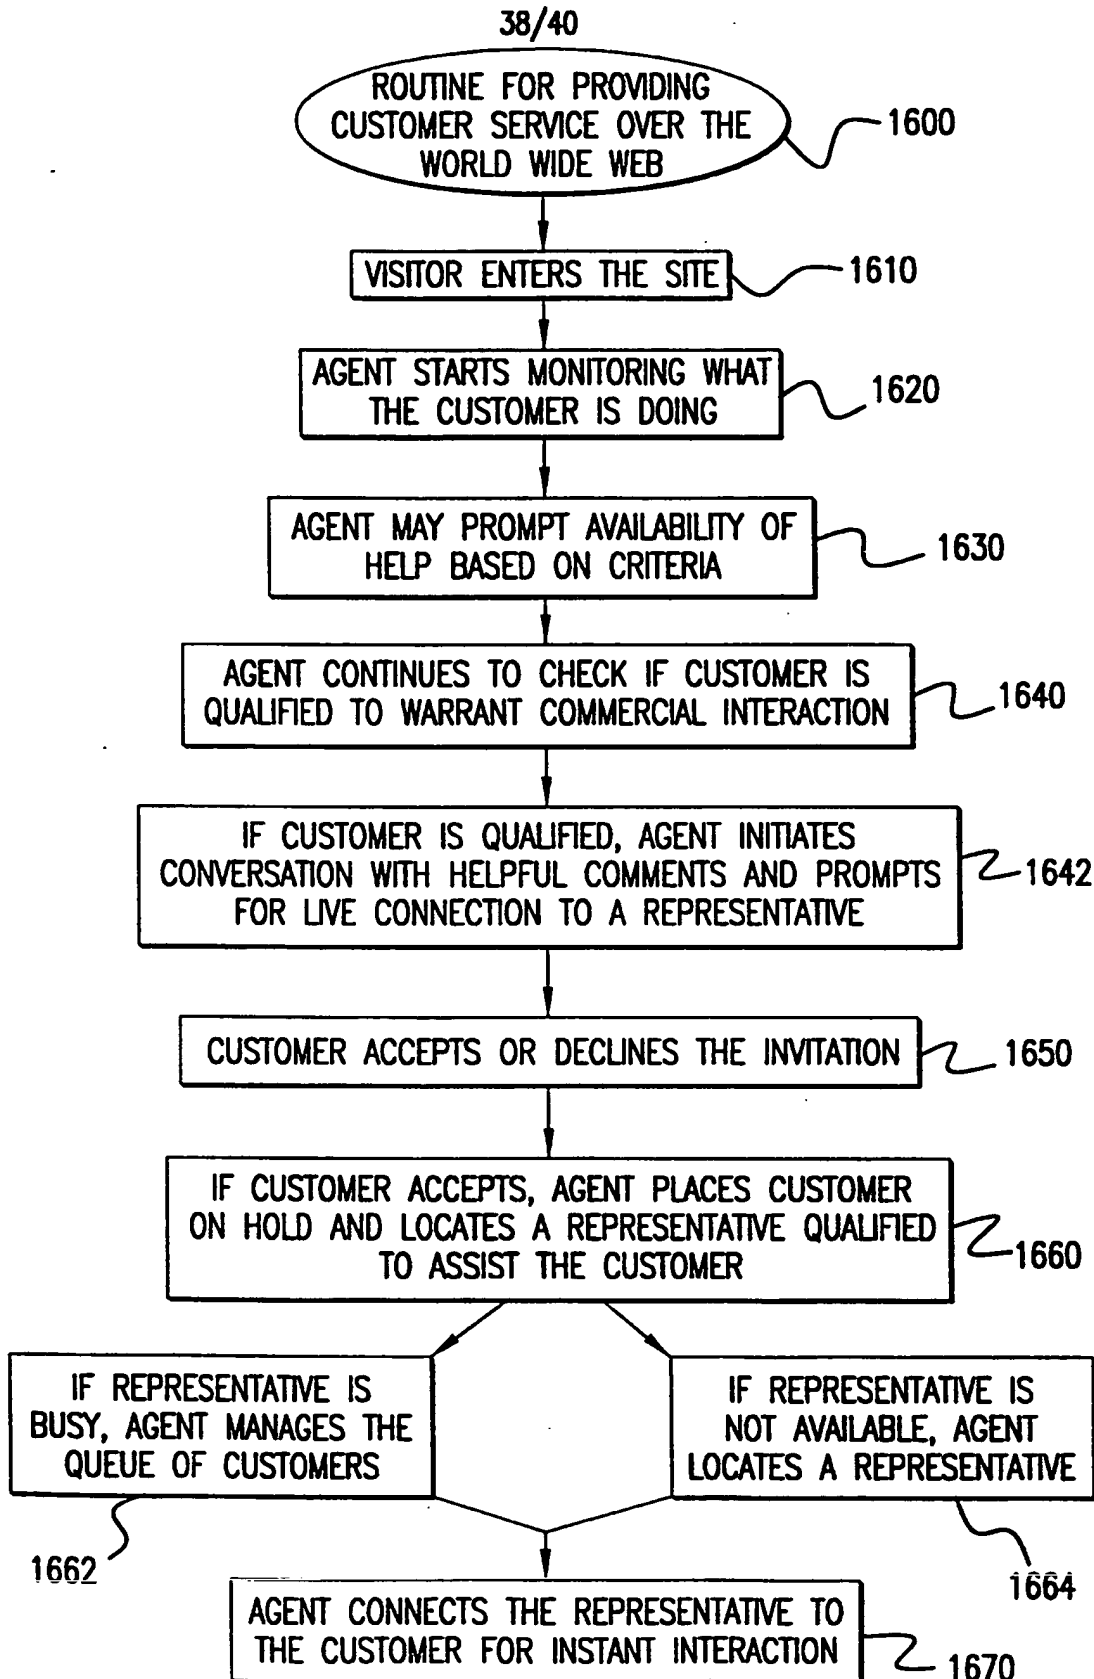 38/40
ROUTINE FOR PROVIDING
CUSTOMER SERVICE OVER THE
WORLD WIDE WEB
1600
VISITOR ENTERS THE SITE
1610
AGENT STARTS MONITORING WHAT
THE CUSTOMER IS DOING
1620
AGENT MAY PROMPT AVAILABILITY OF
HELP BASED ON CRITERIA
1630
AGENT CONTINUES TO CHECK IF CUSTOMER IS
QUALIFIED TO WARRANT COMMERCIAL INTERACTION
1640
IF CUSTOMER IS QUALIFIED, AGENT INITIATES
CONVERSATION WITH HELPFUL COMMENTS AND PROMPTS
FOR LIVE CONNECTION TO A REPRESENTATIVE
1642
CUSTOMER ACCEPTS OR DECLINES THE INVITATION
1650
IF CUSTOMER ACCEPTS, AGENT PLACES CUSTOMER
ON HOLD AND LOCATES A REPRESENTATIVE QUALIFIED
TO ASSIST THE CUSTOMER
1660
IF REPRESENTATIVE IS
BUSY, AGENT MANAGES THE
QUEUE OF CUSTOMERS
1662
IF REPRESENTATIVE IS
NOT AVAILABLE, AGENT
LOCATES A REPRESENTATIVE
1664
AGENT CONNECTS THE REPRESENTATIVE TO
THE CUSTOMER FOR INSTANT INTERACTION
1670